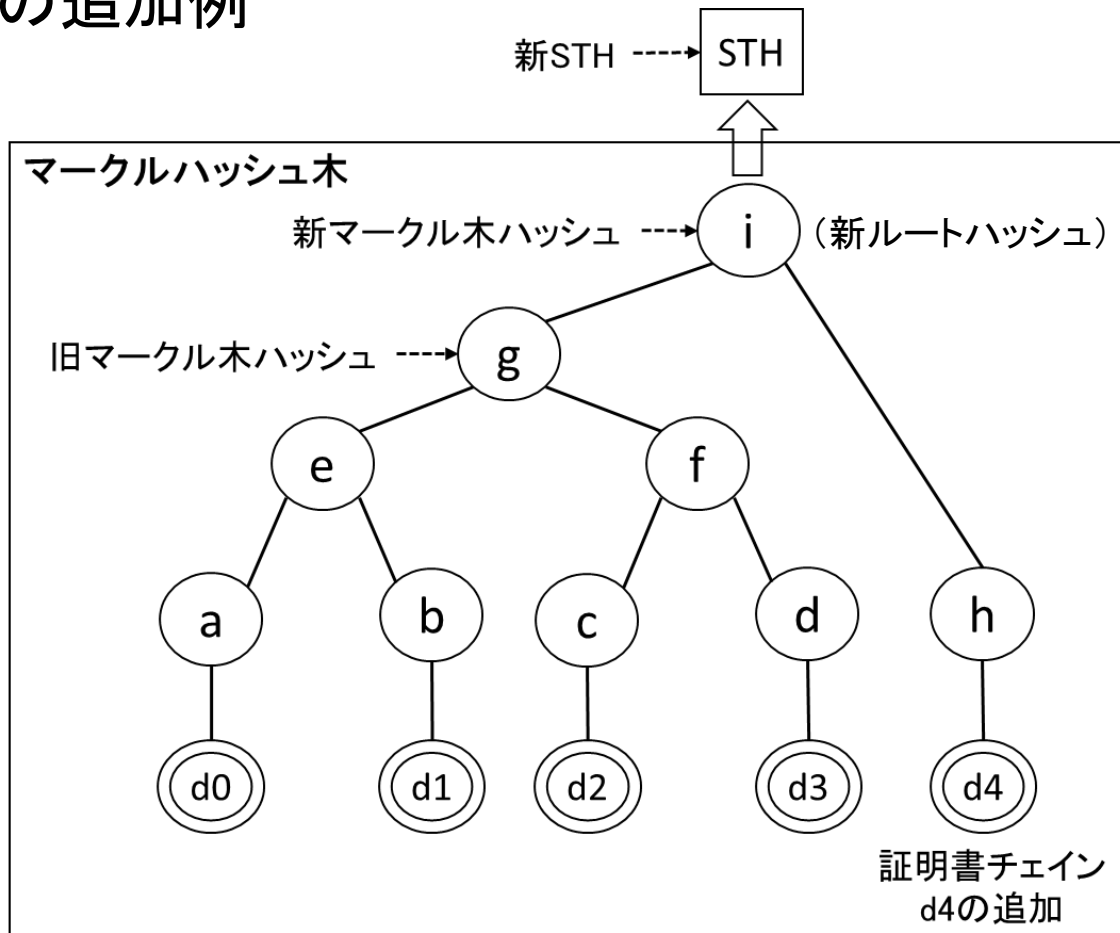 の追加例
新STH
STH
マークルハッシュ木
新マークル木ハッシュ
i
（新ルートハッシュ）
旧マークル木ハッシュ
g
e
f
a
b
c
d
h
d0
d1
d2
d3
d4
証明書チェイン
d4の追加